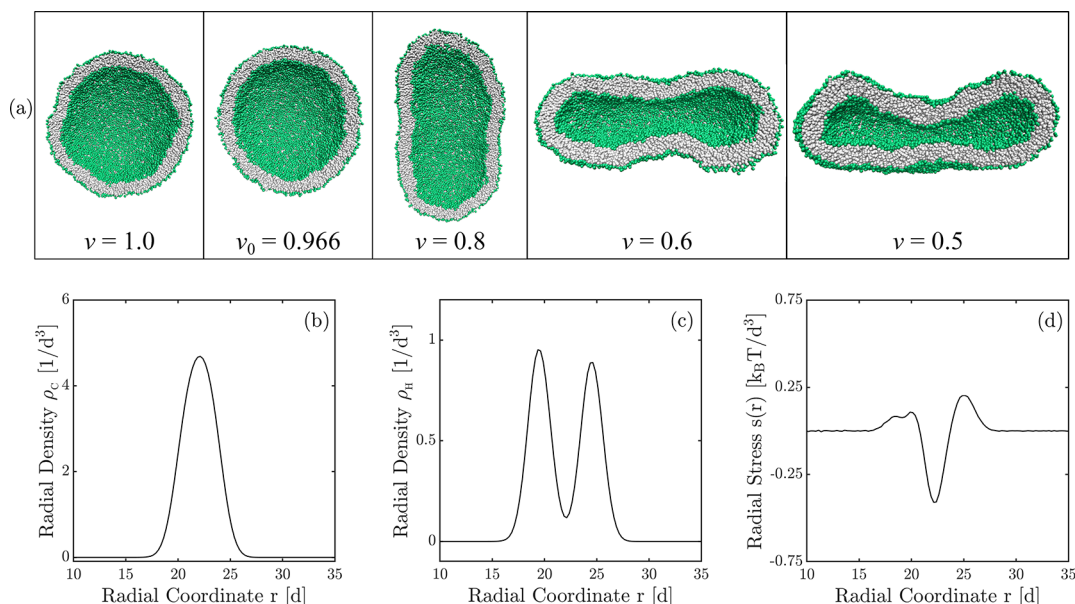 (a)
v = 1.0
v₀ = 0.966
v = 0.8
v = 0.6
v = 0.5
(b)
6
4
2
0
10 15 20 25 30 35
Radial Coordinate r [d]
Radial Density ρ_C [1/d³]
(c)
1
0.5
0
10 15 20 25 30 35
Radial Coordinate r [d]
Radial Density ρ_H [1/d³]
(d)
0.75
0.25
-0.25
-0.75
10 15 20 25 30 35
Radial Coordinate r [d]
Radial Stress s(r) [k_BT/d³]